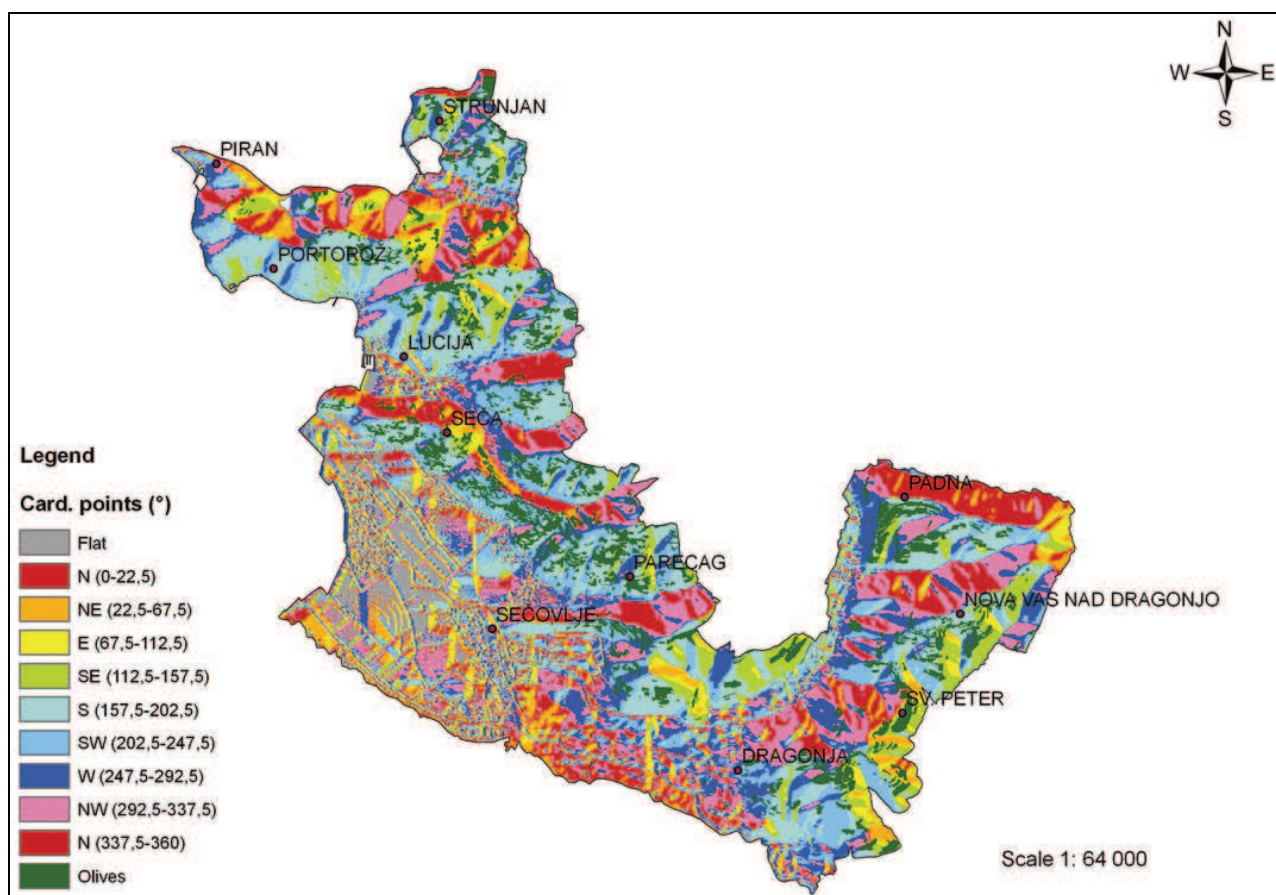 N
W E
S
STRUNJAN
PIRAN
PORTOROŽ
LUCIJA
SEČA
PADNA
PARECAG
NOVA VAS NAD DRAGONJO
SEČOVLJE
SV. PETER
DRAGONJA
Legend
Card. points (°)
Flat
N (0-22,5)
NE (22,5-67,5)
E (67,5-112,5)
SE (112,5-157,5)
S (157,5-202,5)
SW (202,5-247,5)
W (247,5-292,5)
NW (292,5-337,5)
N (337,5-360)
Olives
Scale 1: 64 000